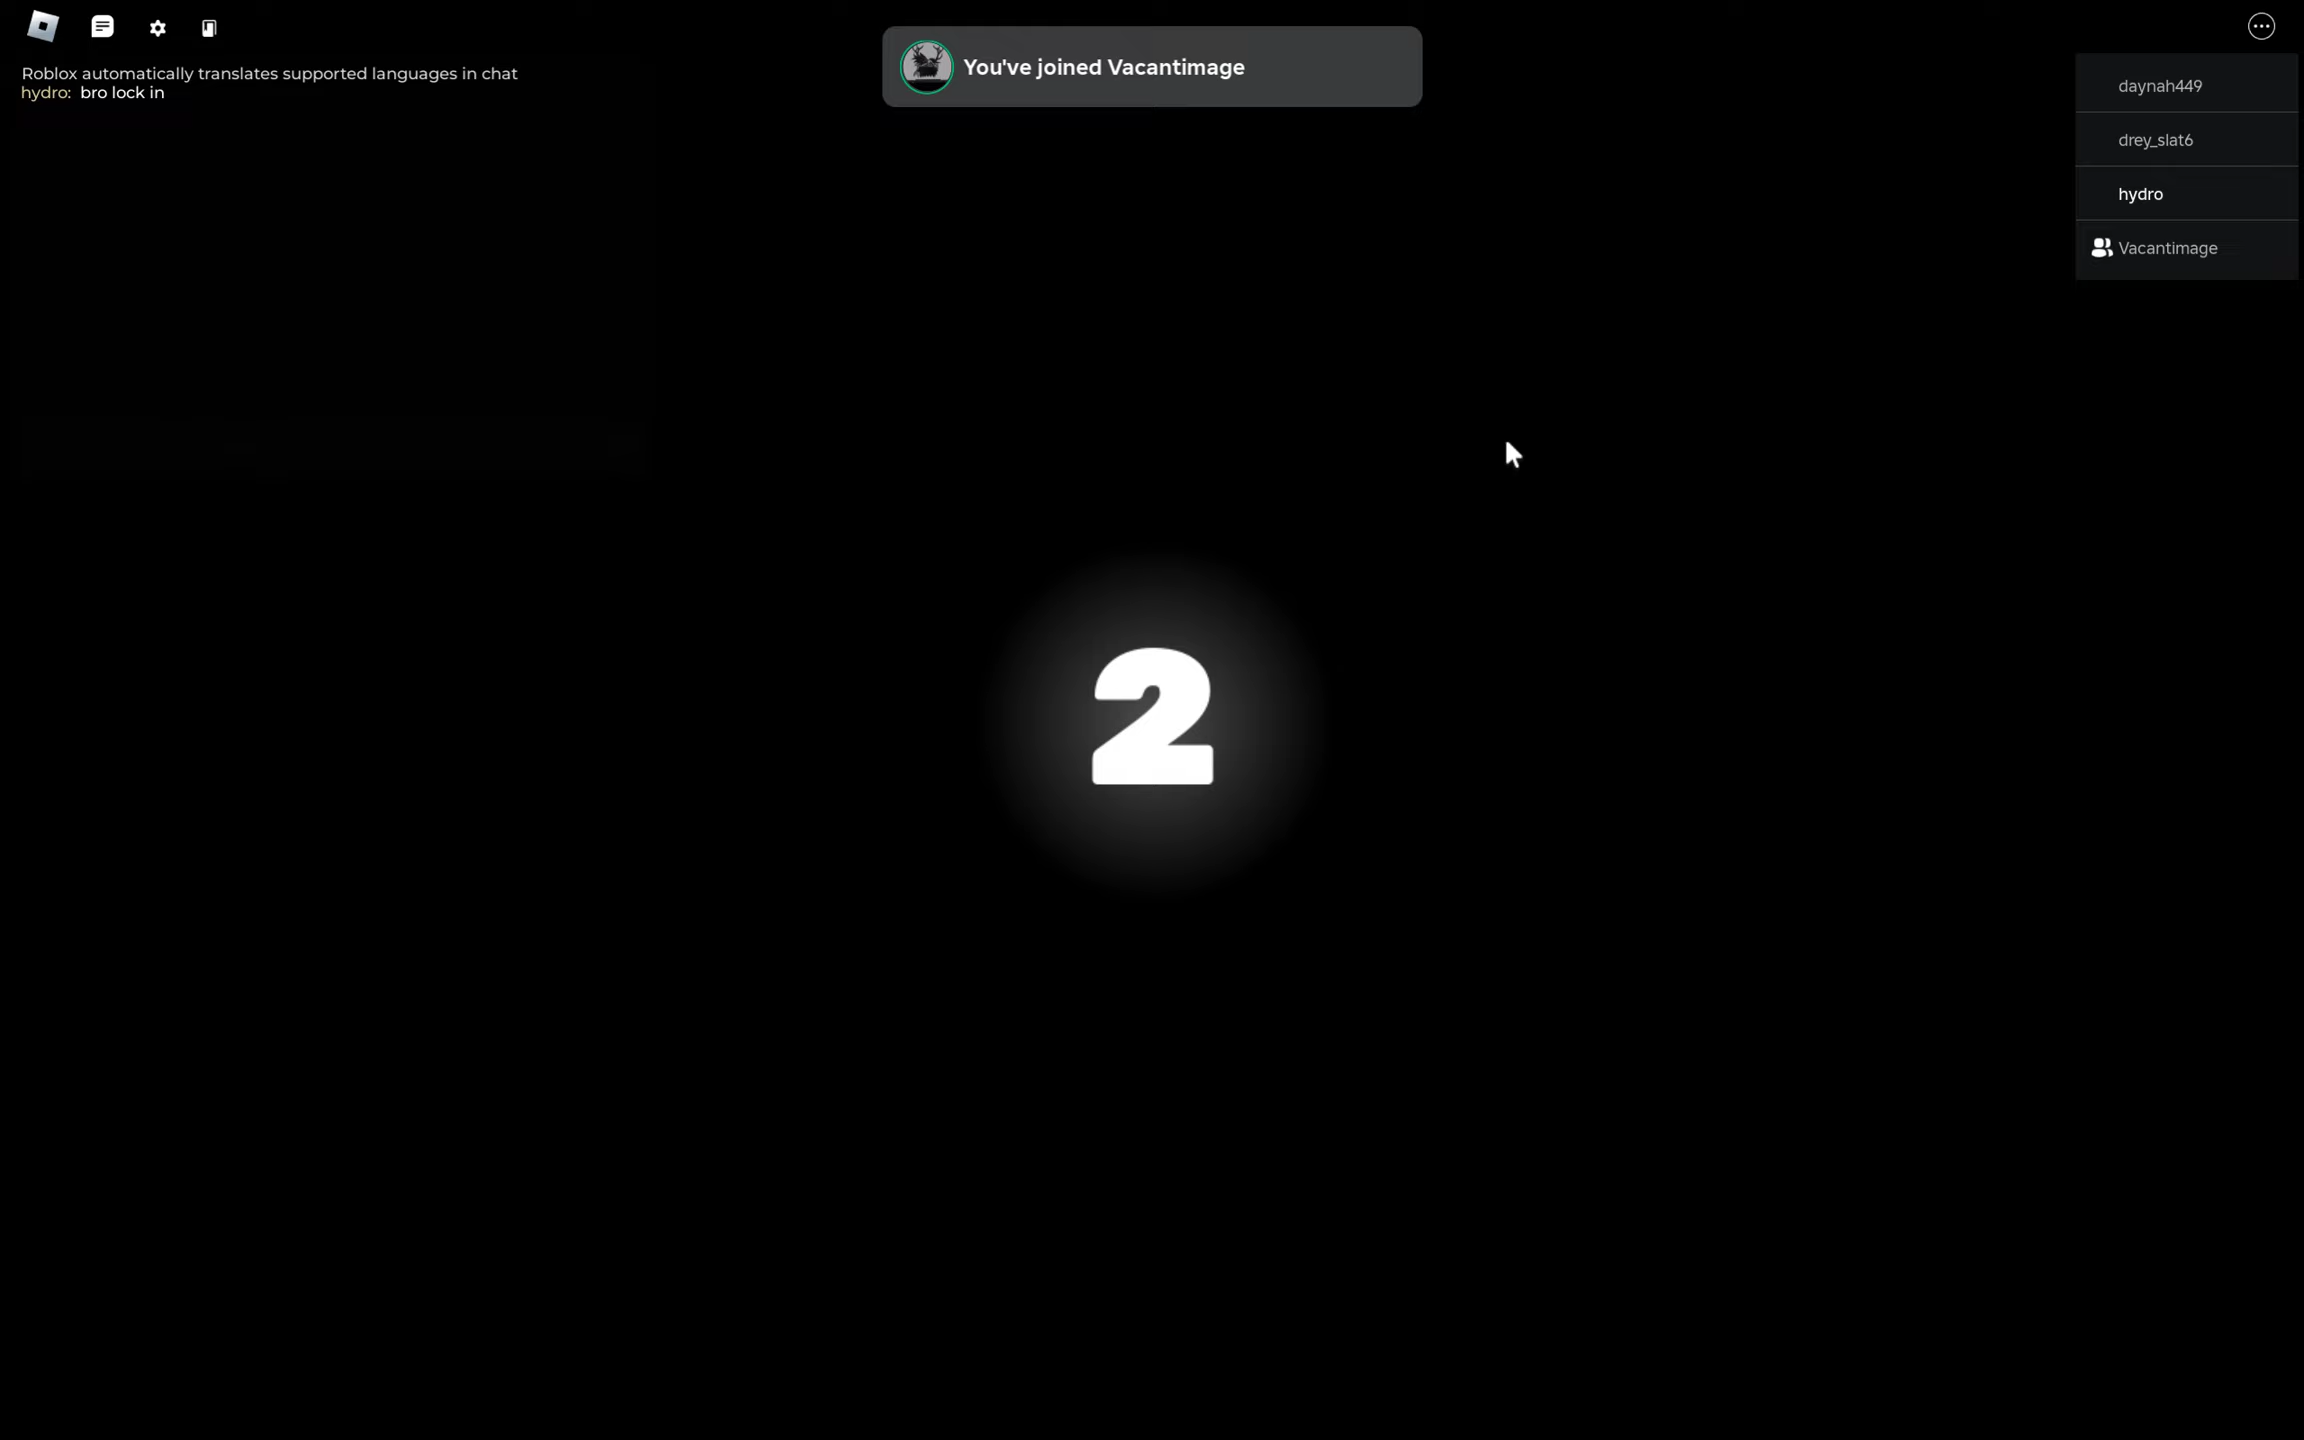 You've joined Vacantimage
Roblox automatically translates supported languages in chat
hydro: bro lock in
daynah449
drey_slat6
hydro
Vacantimage
2